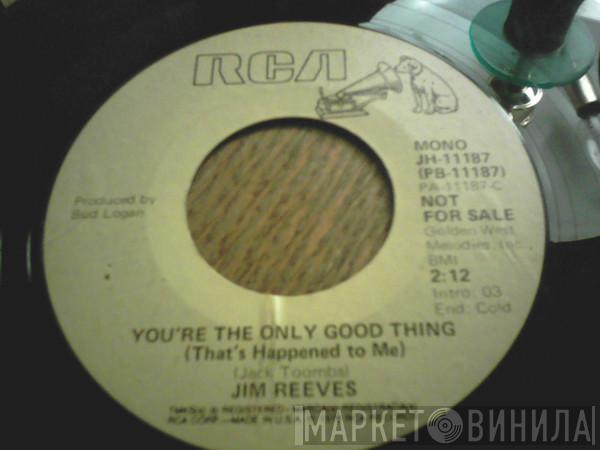 RCA
MONO
JH-11187
(PB-11187)
PA-11187-C
NOT
FOR SALE
Golden West
Melodies, Inc.
BMI
2:12
Intro: 03
End: Cold
Produced by
Bud Logan
YOU'RE THE ONLY GOOD THING
(That's Happened to Me)
(Jack Toombs)
JIM REEVES
TMK(S) ® REGISTERED
RCA CORP.—MADE IN U.S.A.
МАРКЕТ ВИНИЛА